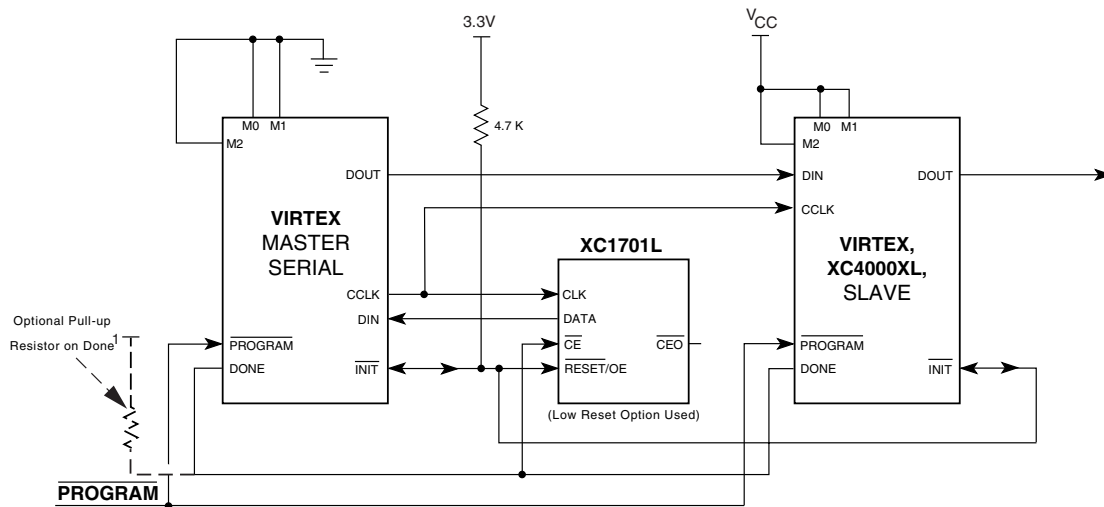 3.3V
VCC
4.7 K
M0 M1
M2
DOUT
VIRTEX
MASTER
SERIAL
CCLK
DIN
PROGRAM
DONE
INIT
Optional Pull-up
Resistor on Done1
XC1701L
CLK
DATA
CE
CEO
RESET/OE
(Low Reset Option Used)
M0 M1
M2
DIN
DOUT
CCLK
VIRTEX,
XC4000XL,
SLAVE
PROGRAM
DONE
INIT
PROGRAM